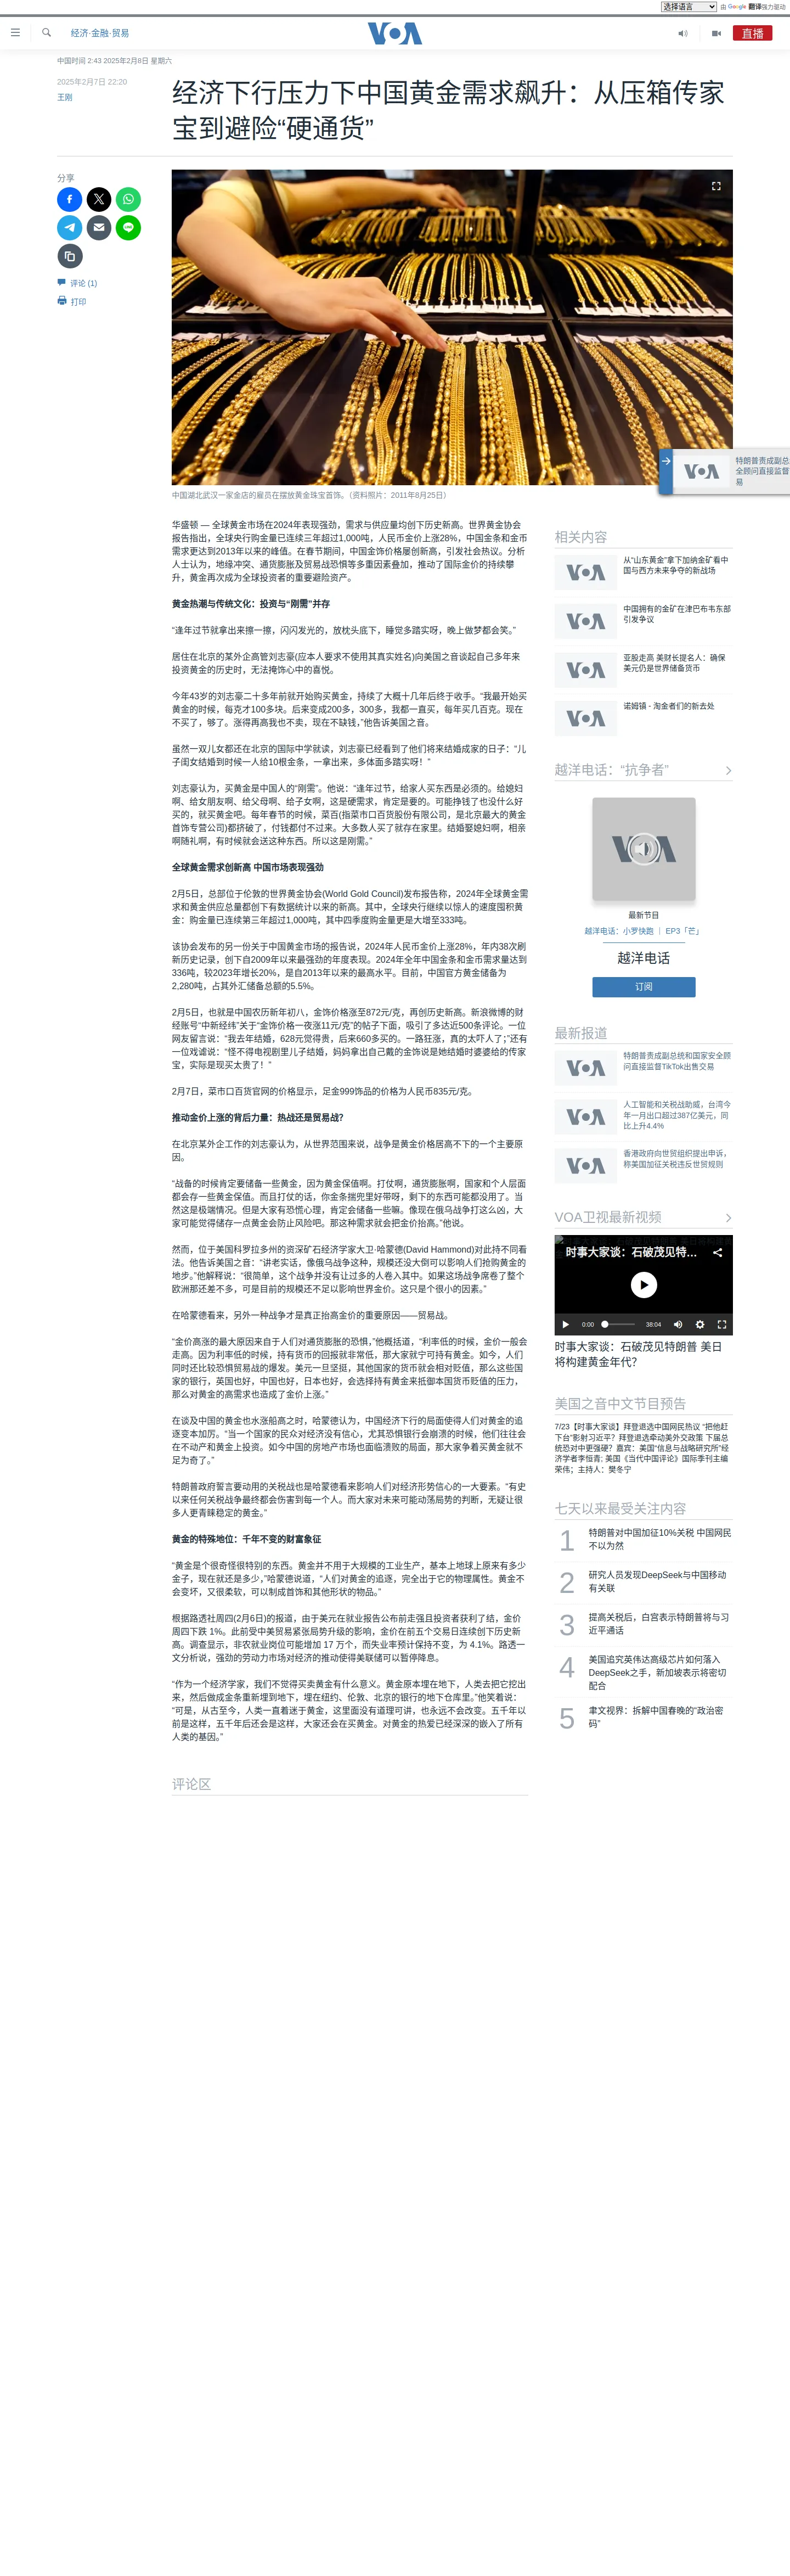 选择语言 由 Google 翻译强力驱动
经济·金融·贸易
VOA
直播
中国时间 2:43 2025年2月8日 星期六
2025年2月7日 22:20
王刚
经济下行压力下中国黄金需求飙升：从压箱传家
宝到避险“硬通货”
分享
评论 (1)
打印
中国湖北武汉一家金店的雇员在摆放黄金珠宝首饰。（资料照片：2011年8月25日）
华盛顿 — 全球黄金市场在2024年表现强劲，需求与供应量均创下历史新高。世界黄金协会
报告指出，全球央行购金量已连续三年超过1,000吨，人民币金价上涨28%，中国金条和金币
需求更达到2013年以来的峰值。在春节期间，中国金饰价格屡创新高，引发社会热议。分析
人士认为，地缘冲突、通货膨胀及贸易战恐惧等多重因素叠加，推动了国际金价的持续攀
升，黄金再次成为全球投资者的重要避险资产。
黄金热潮与传统文化：投资与“刚需”并存
“逢年过节就拿出来擦一擦，闪闪发光的，放枕头底下，睡觉多踏实呀，晚上做梦都会笑。”
居住在北京的某外企高管刘志豪(应本人要求不使用其真实姓名)向美国之音谈起自己多年来
投资黄金的历史时，无法掩饰心中的喜悦。
今年43岁的刘志豪二十多年前就开始购买黄金，持续了大概十几年后终于收手。“我最开始买
黄金的时候，每克才100多块。后来变成200多，300多，我都一直买，每年买几百克。现在
不买了，够了。涨得再高我也不卖，现在不缺钱，”他告诉美国之音。
虽然一双儿女都还在北京的国际中学就读，刘志豪已经看到了他们将来结婚成家的日子：“儿
子闺女结婚到时候一人给10根金条，一拿出来，多体面多踏实呀！”
刘志豪认为，买黄金是中国人的“刚需”。他说：“逢年过节，给家人买东西是必须的。给媳妇
啊、给女朋友啊、给父母啊、给子女啊，这是硬需求，肯定是要的。可能挣钱了也没什么好
买的，就买黄金吧。每年春节的时候，菜百(指菜市口百货股份有限公司，是北京最大的黄金
首饰专营公司)都挤破了，付钱都付不过来。大多数人买了就存在家里。结婚娶媳妇啊，相亲
啊随礼啊，有时候就会送这种东西。所以这是刚需。”
全球黄金需求创新高 中国市场表现强劲
2月5日，总部位于伦敦的世界黄金协会(World Gold Council)发布报告称，2024年全球黄金需
求和黄金供应总量都创下有数据统计以来的新高。其中，全球央行继续以惊人的速度囤积黄
金：购金量已连续第三年超过1,000吨，其中四季度购金量更是大增至333吨。
该协会发布的另一份关于中国黄金市场的报告说，2024年人民币金价上涨28%，年内38次刷
新历史记录，创下自2009年以来最强劲的年度表现。2024年全年中国金条和金币需求量达到
336吨，较2023年增长20%，是自2013年以来的最高水平。目前，中国官方黄金储备为
2,280吨，占其外汇储备总额的5.5%。
2月5日，也就是中国农历新年初八，金饰价格涨至872元/克，再创历史新高。新浪微博的财
经账号“中新经纬”关于“金饰价格一夜涨11元/克”的帖子下面，吸引了多达近500条评论。一位
网友留言说：“我去年结婚，628元觉得贵，后来660多买的。一路狂涨，真的太吓人了;”还有
一位戏谑说：“怪不得电视剧里儿子结婚，妈妈拿出自己戴的金饰说是她结婚时婆婆给的传家
宝，实际是现买太贵了！”
2月7日，菜市口百货官网的价格显示，足金999饰品的价格为人民币835元/克。
推动金价上涨的背后力量：热战还是贸易战？
在北京某外企工作的刘志豪认为，从世界范围来说，战争是黄金价格居高不下的一个主要原
因。
“战备的时候肯定要储备一些黄金，因为黄金保值啊。打仗啊，通货膨胀啊，国家和个人层面
都会存一些黄金保值。而且打仗的话，你金条揣兜里好带呀，剩下的东西可能都没用了。当
然这是极端情况。但是大家有恐慌心理，肯定会储备一些嘛。像现在俄乌战争打这么凶，大
家可能觉得储存一点黄金会防止风险吧。那这种需求就会把金价抬高。”他说。
然而，位于美国科罗拉多州的资深矿石经济学家大卫·哈蒙德(David Hammond)对此持不同看
法。他告诉美国之音：“讲老实话，像俄乌战争这种，规模还没大倒可以影响人们抢购黄金的
地步。”他解释说：“很简单，这个战争并没有让过多的人卷入其中。如果这场战争席卷了整个
欧洲那还差不多，可是目前的规模还不足以影响世界金价。这只是个很小的因素。”
在哈蒙德看来，另外一种战争才是真正抬高金价的重要原因——贸易战。
“金价高涨的最大原因来自于人们对通货膨胀的恐惧，”他概括道，“利率低的时候，金价一般会
走高。因为利率低的时候，持有货币的回报就非常低，那大家就宁可持有黄金。如今，人们
同时还比较恐惧贸易战的爆发。美元一旦坚挺，其他国家的货币就会相对贬值，那么这些国
家的银行，英国也好，中国也好，日本也好，会选择持有黄金来抵御本国货币贬值的压力，
那么对黄金的高需求也造成了金价上涨。”
在谈及中国的黄金也水涨船高之时，哈蒙德认为，中国经济下行的局面使得人们对黄金的追
逐变本加厉。“当一个国家的民众对经济没有信心，尤其恐惧银行会崩溃的时候，他们往往会
在不动产和黄金上投资。如今中国的房地产市场也面临溃败的局面，那大家争着买黄金就不
足为奇了。”
特朗普政府誓言要动用的关税战也是哈蒙德看来影响人们对经济形势信心的一大要素。“有史
以来任何关税战争最终都会伤害到每一个人。而大家对未来可能动荡局势的判断，无疑让很
多人更青睐稳定的黄金。”
黄金的特殊地位：千年不变的财富象征
“黄金是个很奇怪很特别的东西。黄金并不用于大规模的工业生产，基本上地球上原来有多少
金子，现在就还是多少，”哈蒙德说道，“人们对黄金的追逐，完全出于它的物理属性。黄金不
会变坏，又很柔软，可以制成首饰和其他形状的物品。”
根据路透社周四(2月6日)的报道，由于美元在就业报告公布前走强且投资者获利了结，金价
周四下跌 1%。此前受中美贸易紧张局势升级的影响，金价在前五个交易日连续创下历史新
高。调查显示，非农就业岗位可能增加 17 万个，而失业率预计保持不变，为 4.1%。路透一
文分析说，强劲的劳动力市场对经济的推动使得美联储可以暂停降息。
“作为一个经济学家，我们不觉得买卖黄金有什么意义。黄金原本埋在地下，人类去把它挖出
来，然后做成金条重新埋到地下，埋在纽约、伦敦、北京的银行的地下仓库里。”他笑着说：
“可是，从古至今，人类一直着迷于黄金，这里面没有道理可讲，也永远不会改变。五千年以
前是这样，五千年后还会是这样，大家还会在买黄金。对黄金的热爱已经深深的嵌入了所有
人类的基因。”
评论区
特朗普责成副总
全顾问直接监督
易
相关内容
从“山东黄金”拿下加纳金矿看中
国与西方未来争夺的新战场
中国拥有的金矿在津巴布韦东部
引发争议
亚股走高 美财长提名人：确保
美元仍是世界储备货币
诺姆镇 - 淘金者们的新去处
越洋电话：“抗争者”
最新节目
越洋电话：小罗快跑 ｜ EP3「芒」
越洋电话
订阅
最新报道
特朗普责成副总统和国家安全顾
问直接监督TikTok出售交易
人工智能和关税战助威，台湾今
年一月出口超过387亿美元，同
比上升4.4%
香港政府向世贸组织提出申诉，
称美国加征关税违反世贸规则
VOA卫视最新视频
时事大家谈：石破茂见特…
0:00 38:04
时事大家谈：石破茂见特朗普 美日
将构建黄金年代？
美国之音中文节目预告
7/23【时事大家谈】拜登退选中国网民热议 “把他赶
下台”影射习近平？拜登退选牵动美外交政策 下届总
统恐对中更强硬？嘉宾：美国“信息与战略研究所”经
济学者李恒青; 美国《当代中国评论》国际季刊主编
荣伟；主持人：樊冬宁
七天以来最受关注内容
1 特朗普对中国加征10%关税 中国网民
不以为然
2 研究人员发现DeepSeek与中国移动
有关联
3 提高关税后，白宫表示特朗普将与习
近平通话
4 美国追究英伟达高级芯片如何落入
DeepSeek之手，新加坡表示将密切
配合
5 聿文视界：拆解中国春晚的“政治密
码”